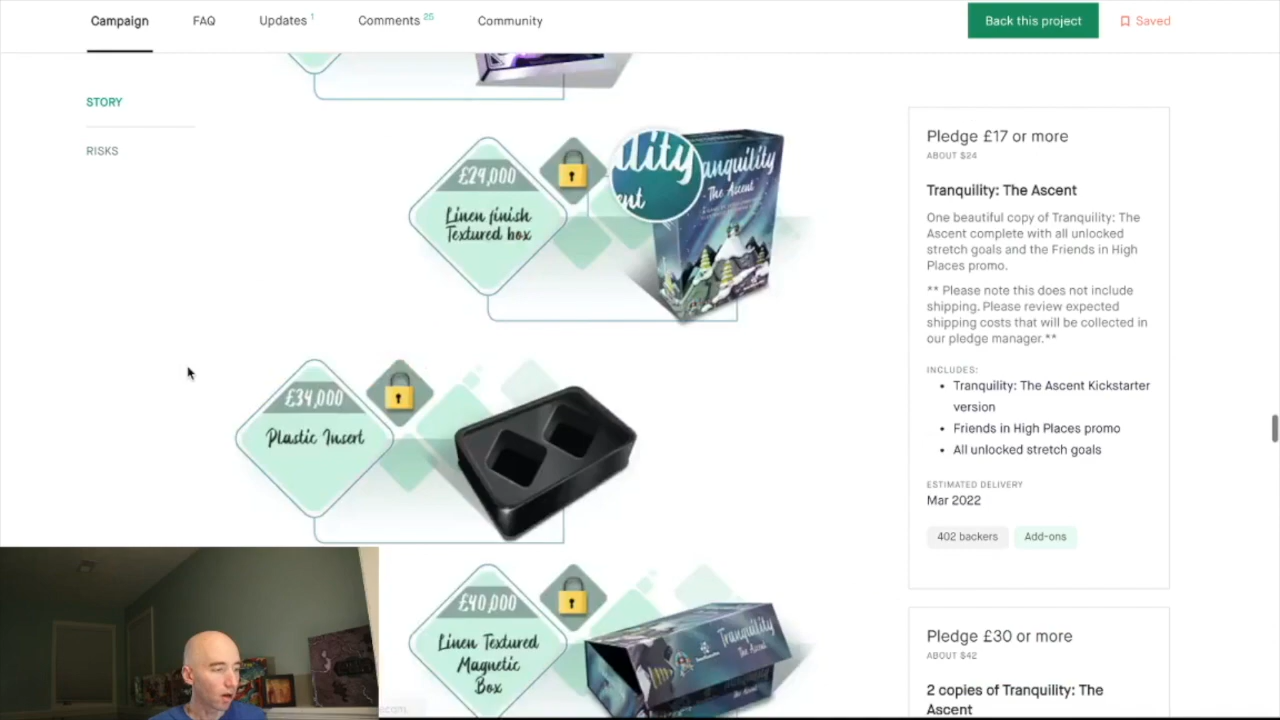 Campaign
FAQ
Updates 1
Comments 25
Community
Back this project
Saved
STORY
RISKS
£24,000
Linen finish
Textured box
ility
nt
anquility
The Ascent
£34,000
Plastic Insert
£40,000
Linen Textured
Magnetic
Box
Tranquility
The Ascent
Pledge £17 or more
ABOUT $24
Tranquility: The Ascent
One beautiful copy of Tranquility: The
Ascent complete with all unlocked
stretch goals and the Friends in High
Places promo.
** Please note this does not include
shipping. Please review expected
shipping costs that will be collected in
our pledge manager.**
INCLUDES:
• Tranquility: The Ascent Kickstarter
version
• Friends in High Places promo
• All unlocked stretch goals
ESTIMATED DELIVERY
Mar 2022
402 backers
Add-ons
Pledge £30 or more
ABOUT $42
2 copies of Tranquility: The
Ascent